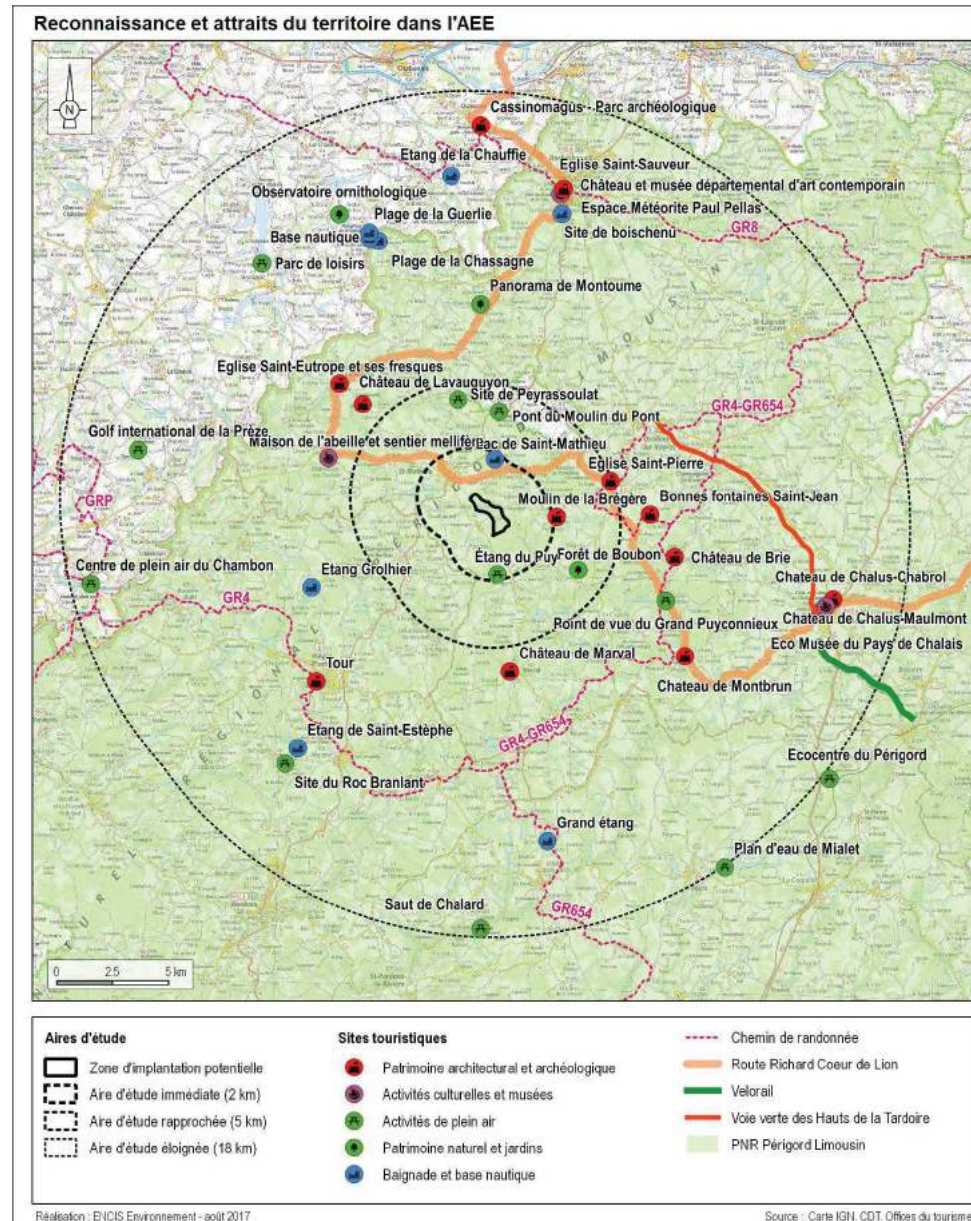 Reconnaissance et attraits du territoire dans l'AEE
N
Cassinomagus - Parc archéologique
Etang de la Chauffie
Eglise Saint-Sauveur
Château et musée départemental d'art contemporain
Observatoire ornithologique
Plage de la Guerlie
Espace Météorite Paul Pellas
Base nautique
Site de boischenu
GR8
Parc de loisirs
Plage de la Chassagne
Panorama de Montoume
Eglise Saint-Eutrope et ses fresques
Château de Lavauguyon
Site de Peyrassoulat
GR4-GR654
Pont du Moulin du Pont
Golf international de la Prèze
Maison de l'abeille et sentier mellifère
Lac de Saint-Mathieu
Eglise Saint-Pierre
GRP
Moulin de la Brégère
Bonnes fontaines Saint-Jean
Étang du Puy
Forêt de Boubon
Château de Brie
Centre de plein air du Chambon
Etang Grolhier
Chateau de Chalus-Chabrol
GR4
Point de vue du Grand Puyconnieux
Chateau de Chalus-Maulmont
Eco Musée du Pays de Chalais
Tour
Château de Marval
Chateau de Montbrun
GR4-GR654
Etang de Saint-Estèphe
Site du Roc Branlant
Ecocentre du Périgord
Grand étang
Plan d'eau de Mialet
Saut de Chalard
GR654
0 2.5 5 km
Aires d'étude
Zone d'implantation potentielle
Aire d'étude immédiate (2 km)
Aire d'étude rapprochée (5 km)
Aire d'étude éloignée (18 km)
Sites touristiques
Patrimoine architectural et archéologique
Activités culturelles et musées
Activités de plein air
Patrimoine naturel et jardins
Baignade et base nautique
Chemin de randonnée
Route Richard Coeur de Lion
Velorail
Voie verte des Hauts de la Tardoire
PNR Périgord Limousin
Réalisation : ENCIS Environnement - août 2017
Source : Carte IGN, CDT, Offices du tourisme